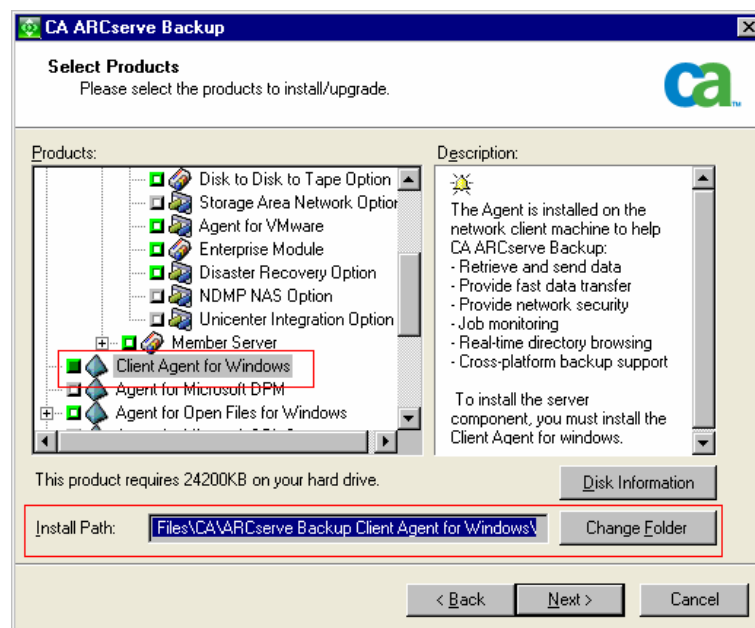 CA ARCserve Backup
Select Products
Please select the products to install/upgrade.
ca
TM
Products:
Disk to Disk to Tape Option
Storage Area Network Option
Agent for VMware
Enterprise Module
Disaster Recovery Option
NDMP NAS Option
Unicenter Integration Option
Member Server
Client Agent for Windows
Agent for Microsoft DPM
Agent for Open Files for Windows
Description:
The Agent is installed on the
network client machine to help
CA ARCserve Backup:
- Retrieve and send data
- Provide fast data transfer
- Provide network security
- Job monitoring
- Real-time directory browsing
- Cross-platform backup support
To install the server
component, you must install the
Client Agent for windows.
This product requires 24200KB on your hard drive.
Disk Information
Install Path:
Files\CA\ARCserve Backup Client Agent for Windows\
Change Folder
< Back
Next >
Cancel